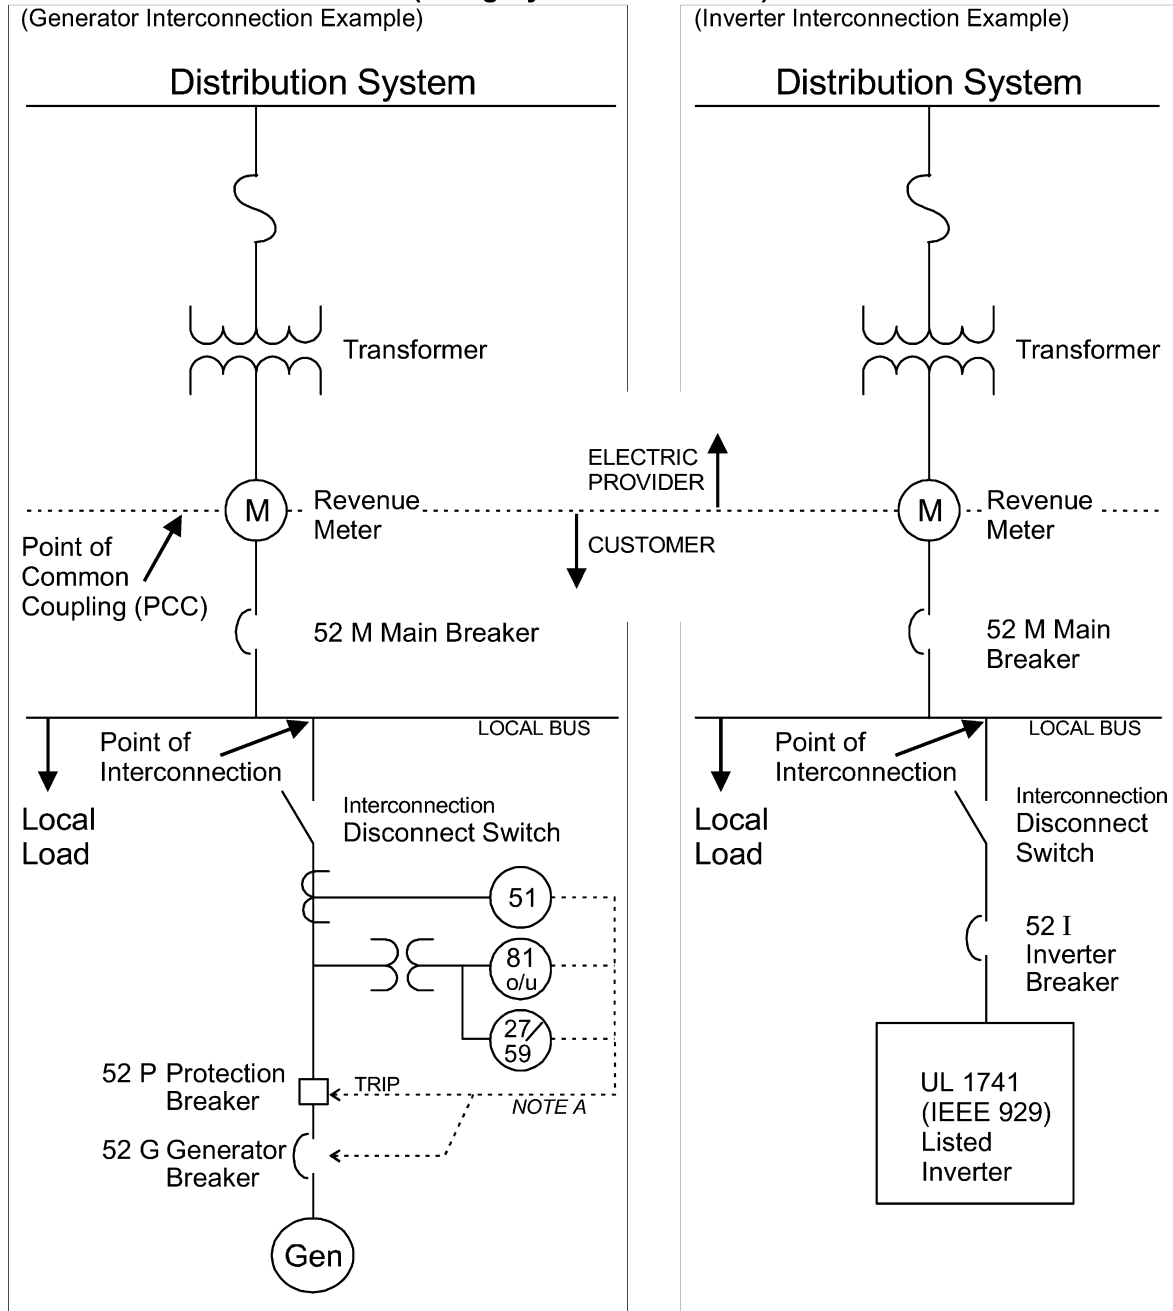 (Generator Interconnection Example)
Distribution System
Transformer
M
Revenue
Meter
Point of
Common
Coupling (PCC)
52 M Main Breaker
LOCAL BUS
Point of
Interconnection
Local
Load
Interconnection
Disconnect Switch
51
81
o/u
27/
59
52 P Protection
Breaker
TRIP
NOTE A
52 G Generator
Breaker
Gen
ELECTRIC
PROVIDER
CUSTOMER
(Inverter Interconnection Example)
Distribution System
Transformer
M
Revenue
Meter
52 M Main
Breaker
LOCAL BUS
Point of
Interconnection
Local
Load
Interconnection
Disconnect
Switch
52 I
Inverter
Breaker
UL 1741
(IEEE 929)
Listed
Inverter